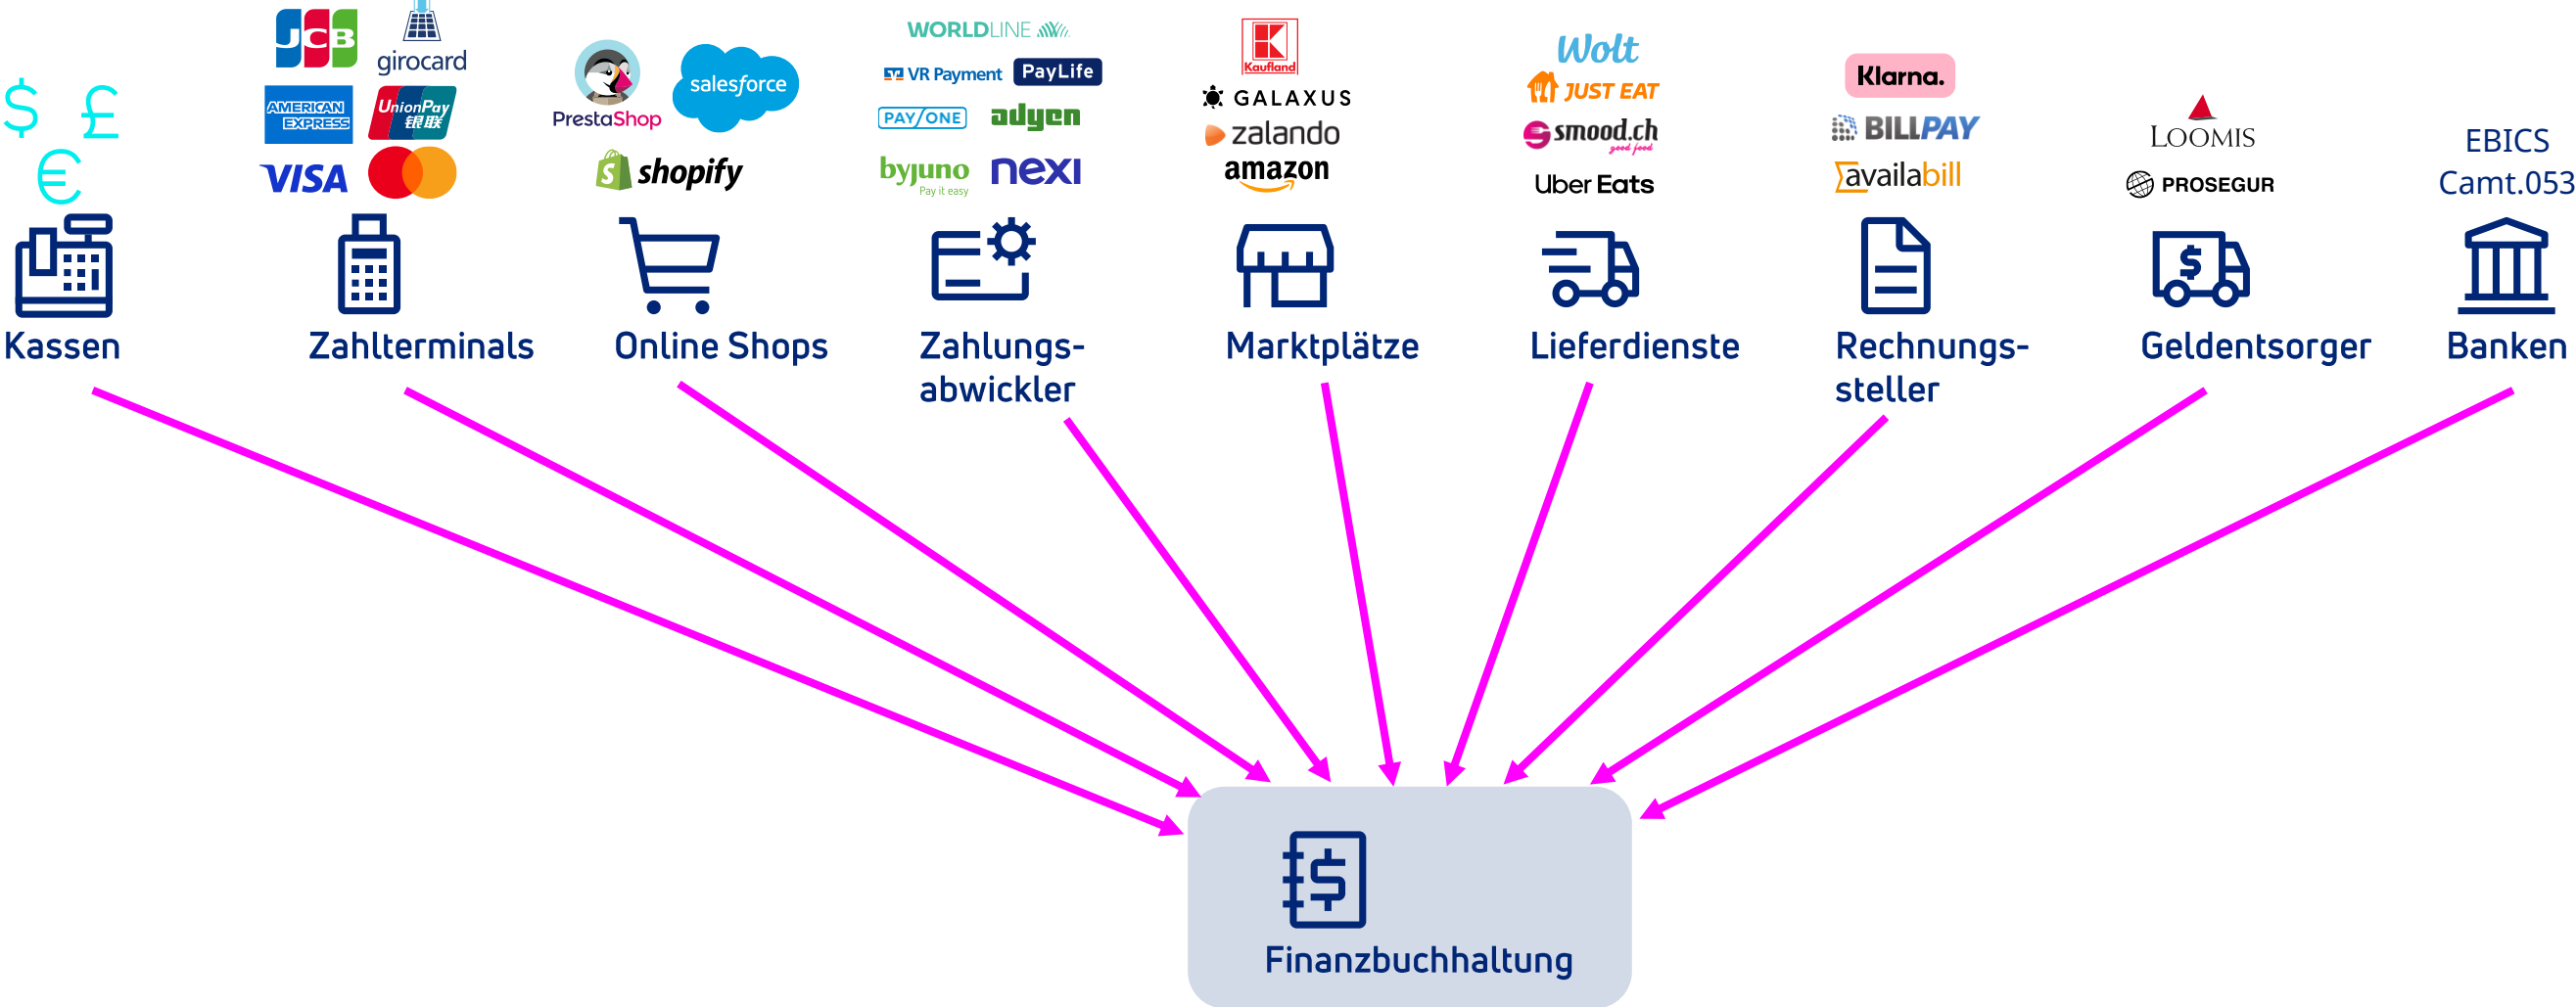 $ £
€
Kassen
JCB
girocard
AMERICAN
EXPRESS
UnionPay
银联
VISA
Zahlterminals
PrestaShop
salesforce
shopify
Online Shops
WORLDLINE
VR Payment
PayLife
PAY/ONE
adyen
byjuno
Pay it easy
nexi
Zahlungs-
abwickler
K
Kaufland
GALAXUS
zalando
amazon
Marktplätze
Wolt
JUST EAT
smood.ch
good food
Uber Eats
Lieferdienste
Klarna.
BILLPAY
availabill
Rechnungs-
steller
LOOMIS
PROSEGUR
$
Geldentsorger
EBICS
Camt.053
Banken
$
Finanzbuchhaltung